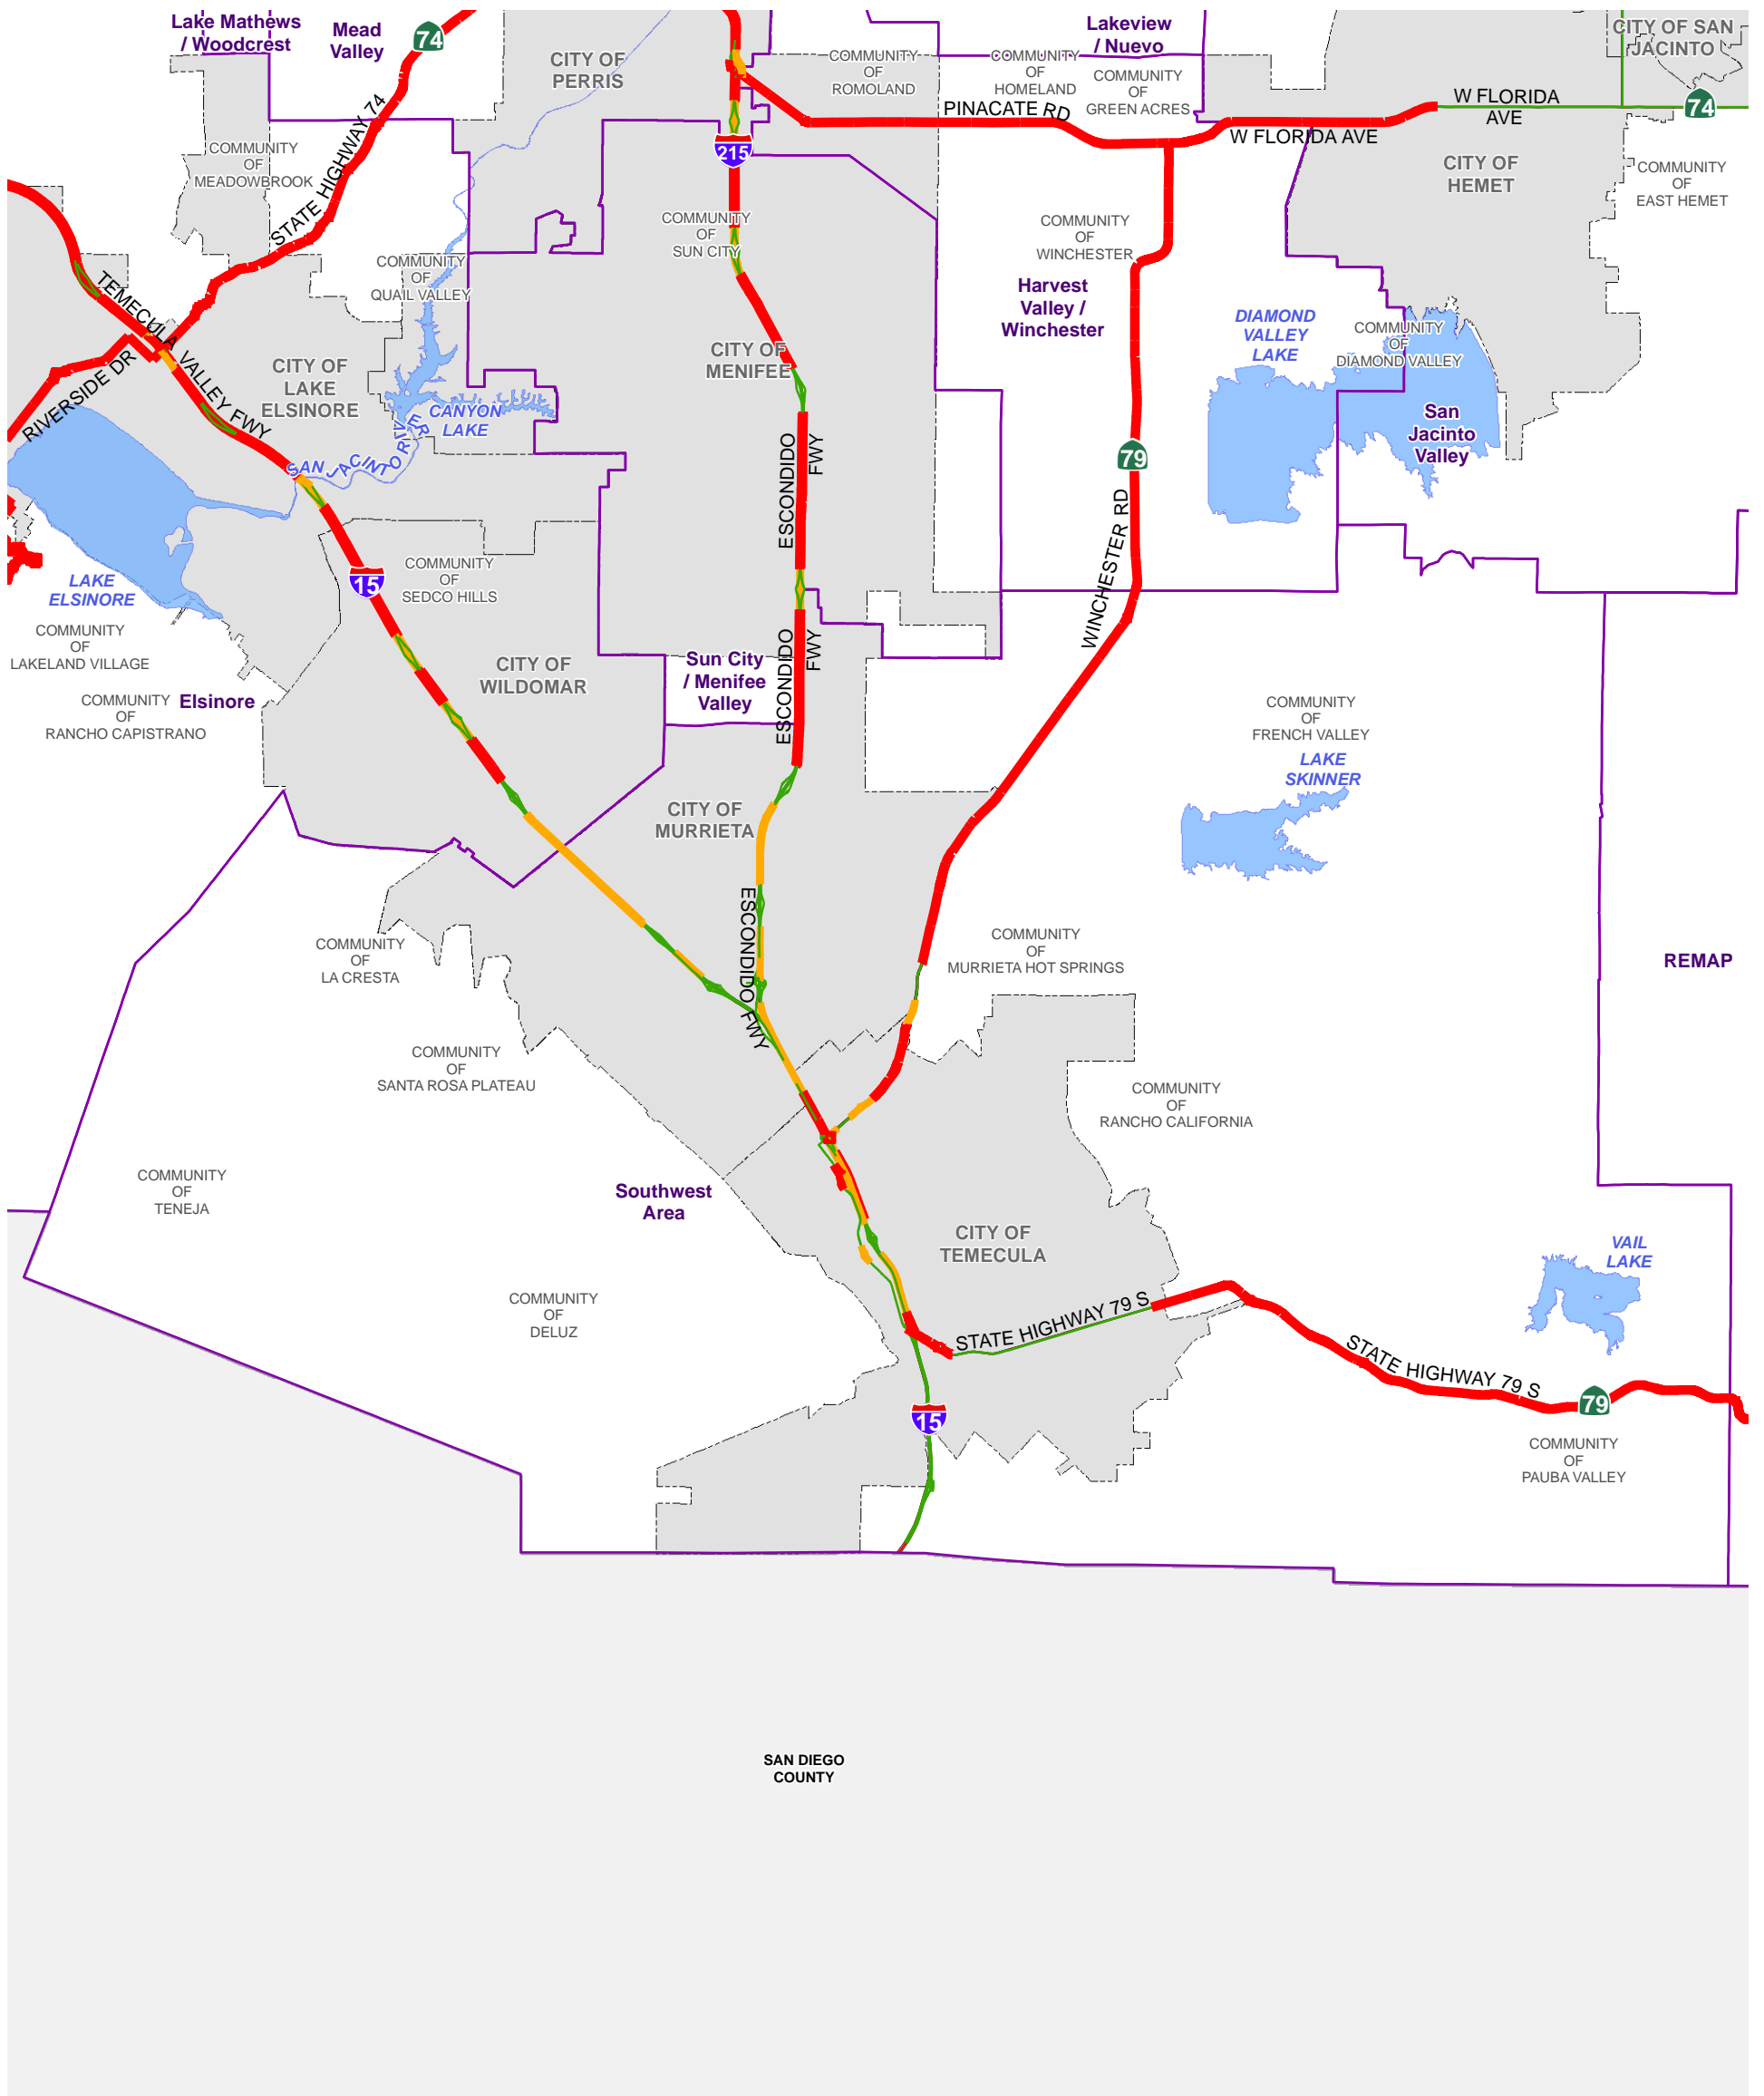 Lake Mathews
/ Woodcrest
Mead
Valley
74
CITY OF
PERRIS
COMMUNITY
OF
ROMOLAND
COMMUNITY
OF
HOMELAND
Lakeview
/ Nuevo
COMMUNITY
OF
GREEN ACRES
CITY OF SAN
JACINTO
W FLORIDA
AVE
74
PINACATE RD
W FLORIDA AVE
COMMUNITY
OF
MEADOWBROOK
STATE HIGHWAY 74
215
CITY OF
HEMET
COMMUNITY
OF
EAST HEMET
COMMUNITY
OF
SUN CITY
COMMUNITY
OF
WINCHESTER
COMMUNITY
OF
QUAIL VALLEY
Harvest
Valley /
Winchester
DIAMOND
VALLEY
LAKE
COMMUNITY
OF
DIAMOND VALLEY
TEMECULA VALLEY FWY
RIVERSIDE DR
CITY OF
LAKE
ELSINORE
CITY OF
MENIFEE
CANYON
LAKE
SAN JACINTO RIVER
San
Jacinto
Valley
ESCONDIDO
FWY
79
WINCHESTER RD
15
COMMUNITY
OF
SEDCO HILLS
LAKE
ELSINORE
COMMUNITY
OF
LAKELAND VILLAGE
COMMUNITY
OF
RANCHO CAPISTRANO
Elsinore
CITY OF
WILDOMAR
Sun City
/ Menifee
Valley
ESCONDIDO
FWY
COMMUNITY
OF
FRENCH VALLEY
LAKE
SKINNER
CITY OF
MURRIETA
ESCONDIDO FWY
COMMUNITY
OF
LA CRESTA
COMMUNITY
OF
MURRIETA HOT SPRINGS
REMAP
COMMUNITY
OF
SANTA ROSA PLATEAU
COMMUNITY
OF
RANCHO CALIFORNIA
COMMUNITY
OF
TENEJA
Southwest
Area
CITY OF
TEMECULA
VAIL
LAKE
COMMUNITY
OF
DELUZ
STATE HIGHWAY 79 S
STATE HIGHWAY 79 S
79
15
COMMUNITY
OF
PAUBA VALLEY
SAN DIEGO
COUNTY